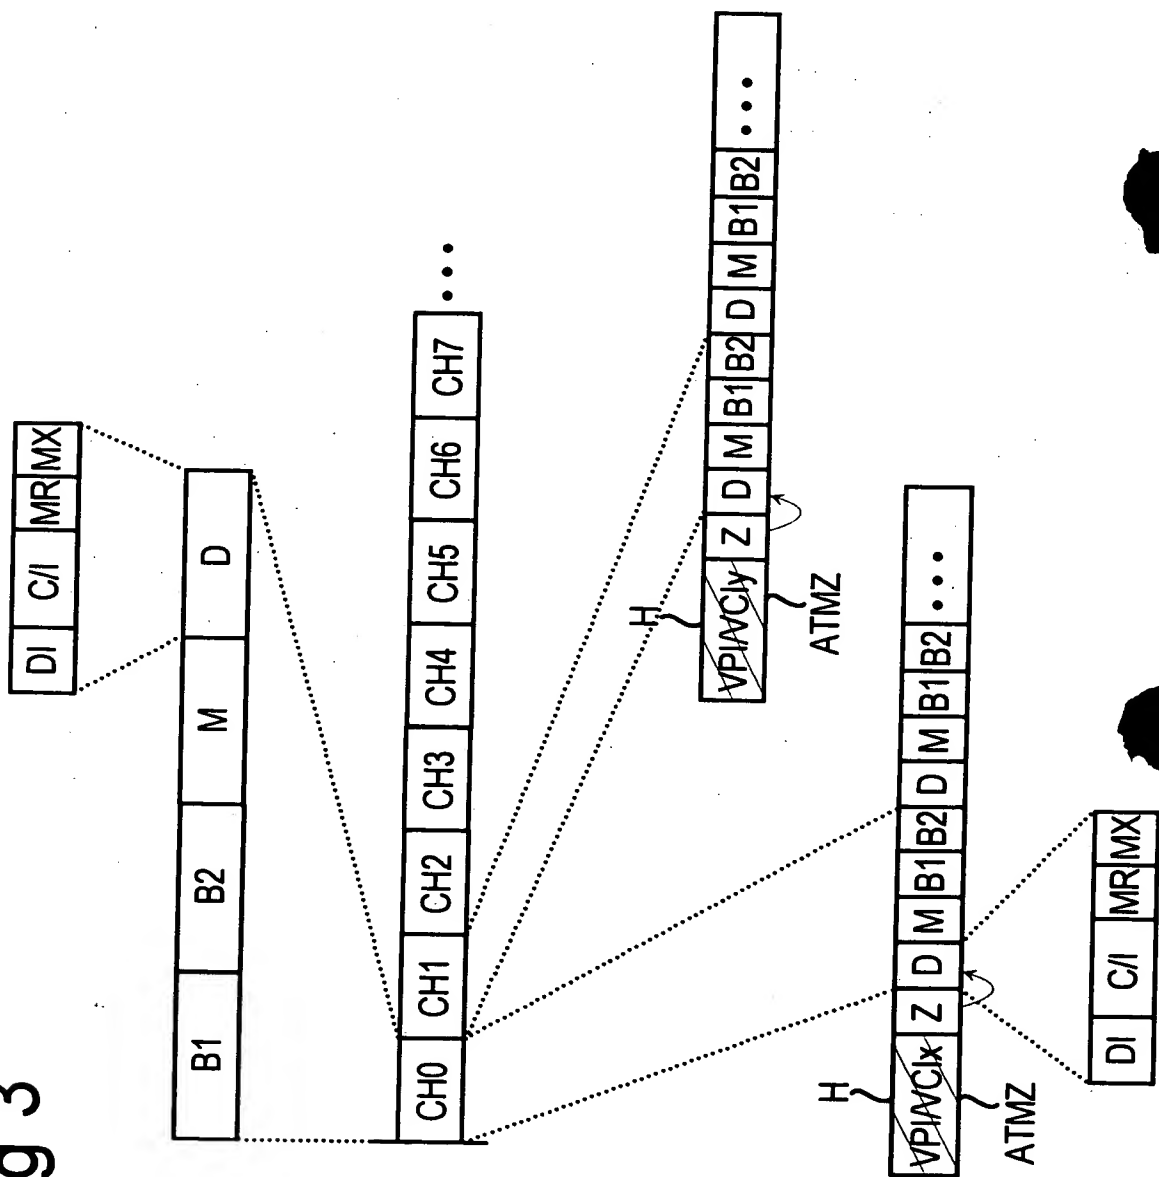 g 3
DI C/I MR MX
B1 B2 M D
CH0 CH1 CH2 CH3 CH4 CH5 CH6 CH7 •••
H
VPI/VCIy Z D M B1 B2 D M B1 B2 •••
ATMZ
H
VPI/VCIx Z D M B1 B2 D M B1 B2 •••
ATMZ
DI C/I MR MX